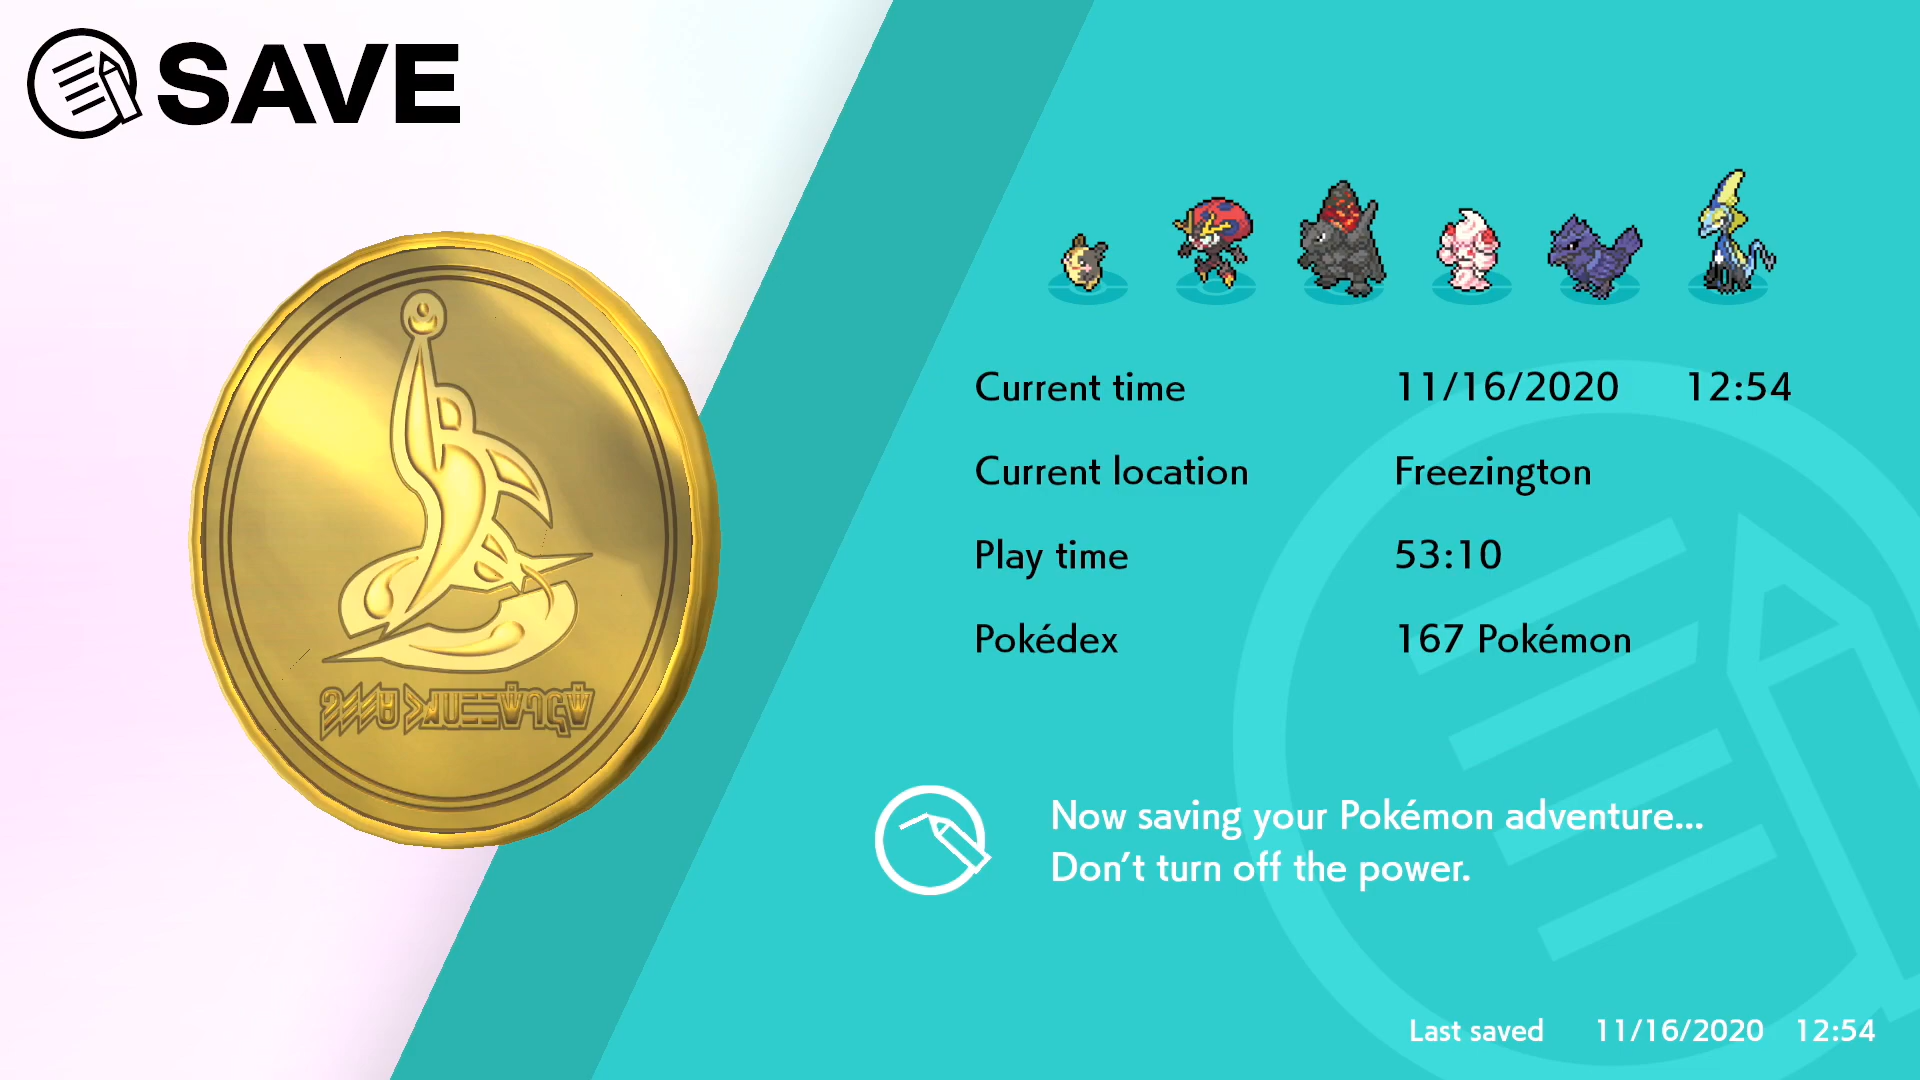 SAVE
Current time 11/16/2020 12:54
Current location Freezington
Play time 53:10
Pokédex 167 Pokémon
Now saving your Pokémon adventure...
Don't turn off the power.
Last saved 11/16/2020 12:54